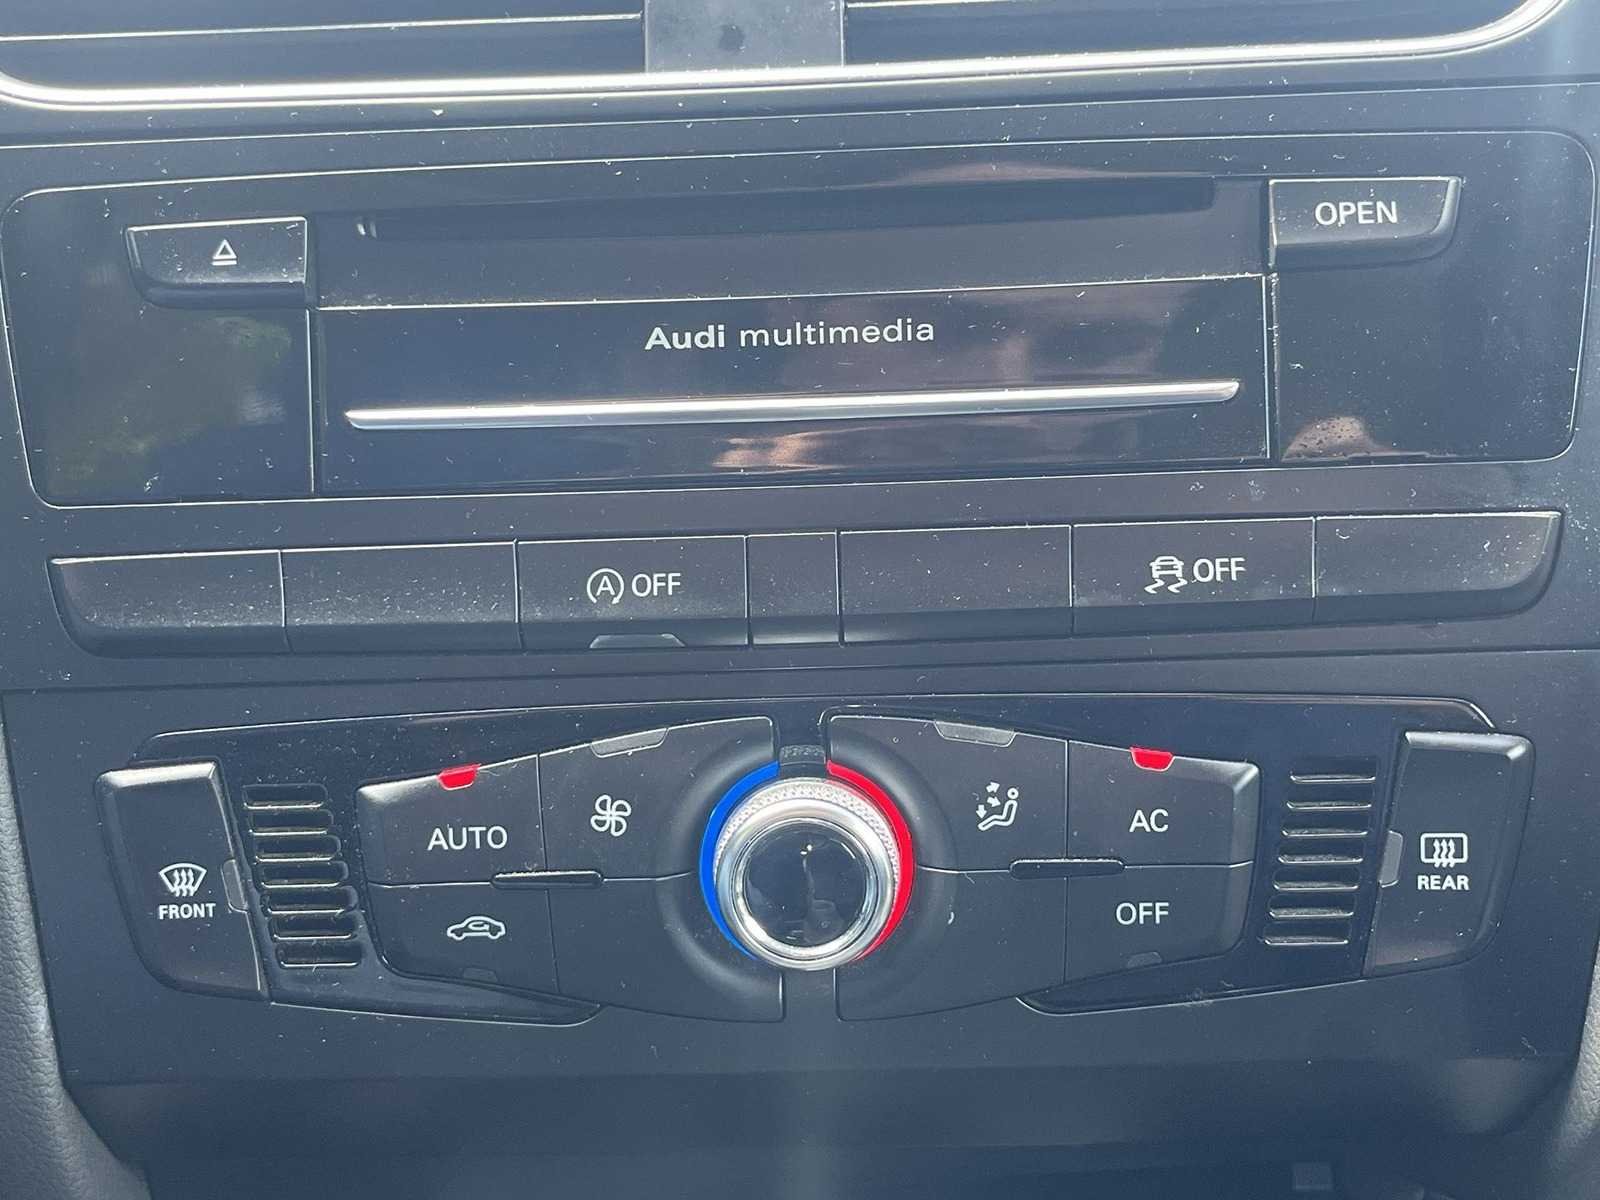 OPEN
Audi multimedia
A OFF
OFF
AUTO
AC
FRONT
REAR
OFF